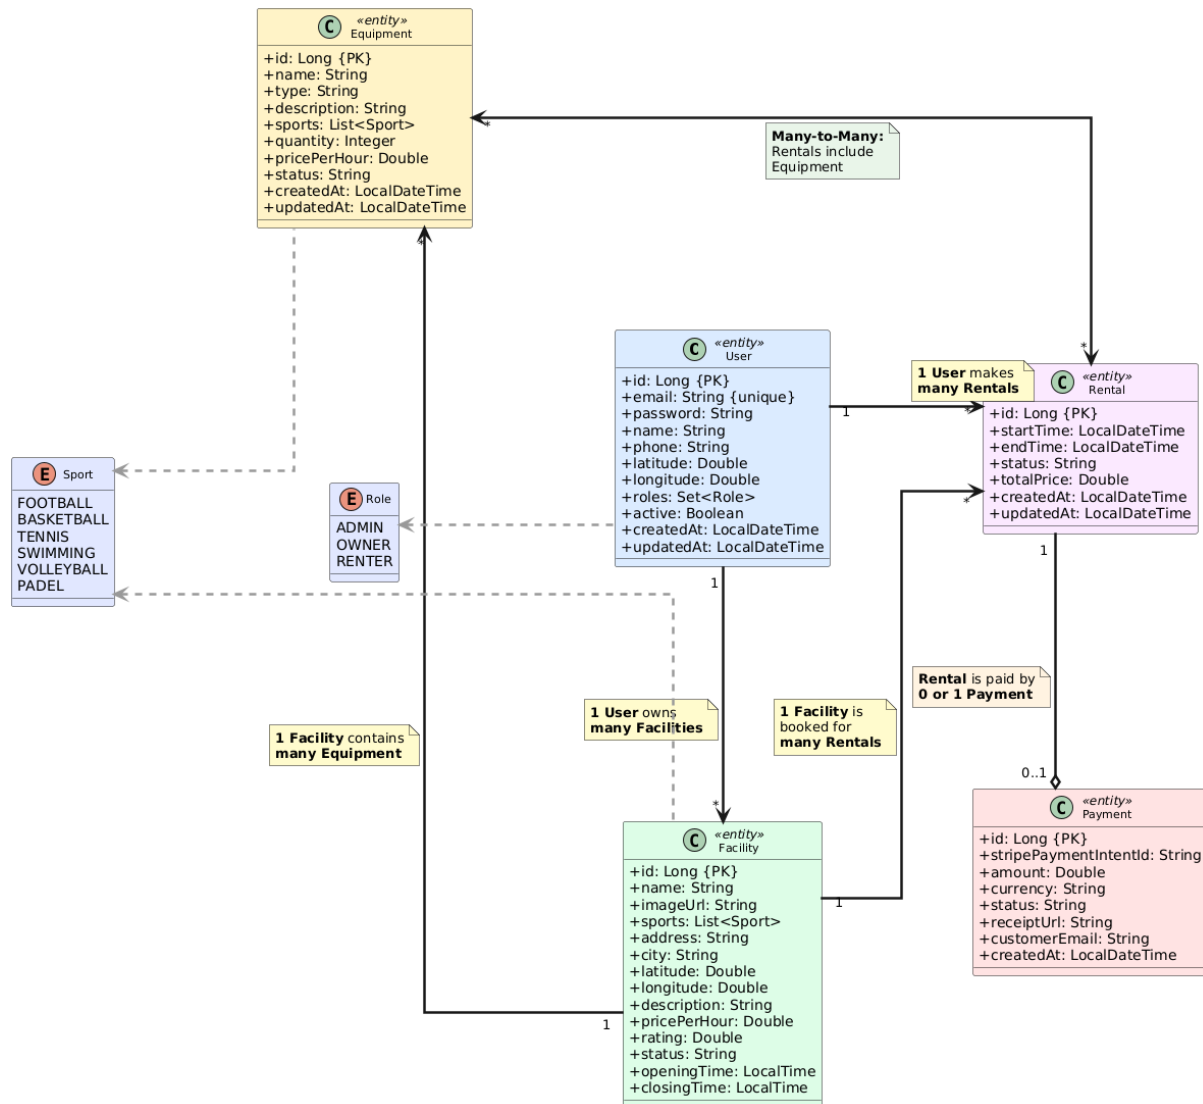 C «entity»
Equipment
+id: Long {PK}
+name: String
+type: String
+description: String
+sports: List<Sport>
+quantity: Integer
+pricePerHour: Double
+status: String
+createdAt: LocalDateTime
+updatedAt: LocalDateTime
*
Many-to-Many:
Rentals include
Equipment
*
*
C «entity»
User
+id: Long {PK}
+email: String {unique}
+password: String
+name: String
+phone: String
+latitude: Double
+longitude: Double
+roles: Set<Role>
+active: Boolean
+createdAt: LocalDateTime
+updatedAt: LocalDateTime
1 User makes
many Rentals
1
*
C «entity»
Rental
+id: Long {PK}
+startTime: LocalDateTime
+endTime: LocalDateTime
+status: String
+totalPrice: Double
+createdAt: LocalDateTime
+updatedAt: LocalDateTime
*
E Sport
FOOTBALL
BASKETBALL
TENNIS
SWIMMING
VOLLEYBALL
PADEL
E Role
ADMIN
OWNER
RENTER
1
1
1 Facility contains
many Equipment
1 User owns
many Facilities
1 Facility is
booked for
many Rentals
Rental is paid by
0 or 1 Payment
*
0..1
C «entity»
Facility
+id: Long {PK}
+name: String
+imageUrl: String
+sports: List<Sport>
+address: String
+city: String
+latitude: Double
+longitude: Double
+description: String
+pricePerHour: Double
+rating: Double
+status: String
+openingTime: LocalTime
+closingTime: LocalTime
1
1
C «entity»
Payment
+id: Long {PK}
+stripePaymentIntentId: String
+amount: Double
+currency: String
+status: String
+receiptUrl: String
+customerEmail: String
+createdAt: LocalDateTime